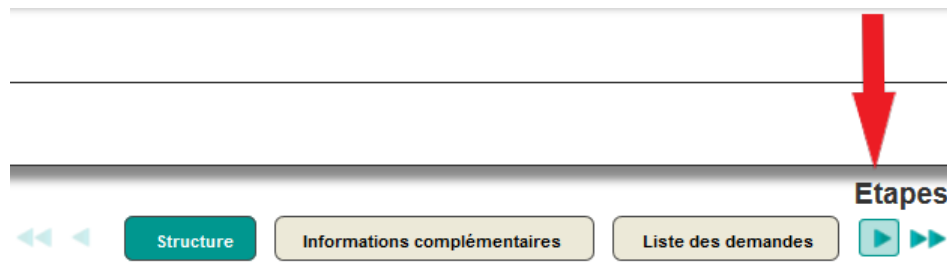 Etapes
Structure
Informations complémentaires
Liste des demandes